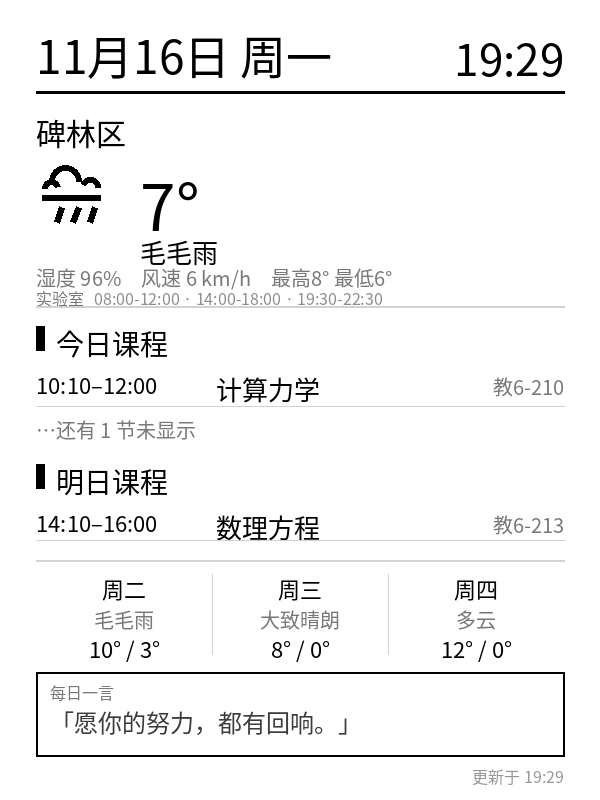 11月16日 周一 19:29
碑林区
7°
毛毛雨
湿度 96% 风速 6 km/h 最高8° 最低6°
实验室 08:00-12:00 · 14:00-18:00 · 19:30-22:30
今日课程
10:10–12:00 计算力学 教6-210
…还有 1 节未显示
明日课程
14:10–16:00 数理方程 教6-213
周二 周三 周四
毛毛雨 大致晴朗 多云
10° / 3° 8° / 0° 12° / 0°
每日一言
「愿你的努力，都有回响。」
更新于 19:29